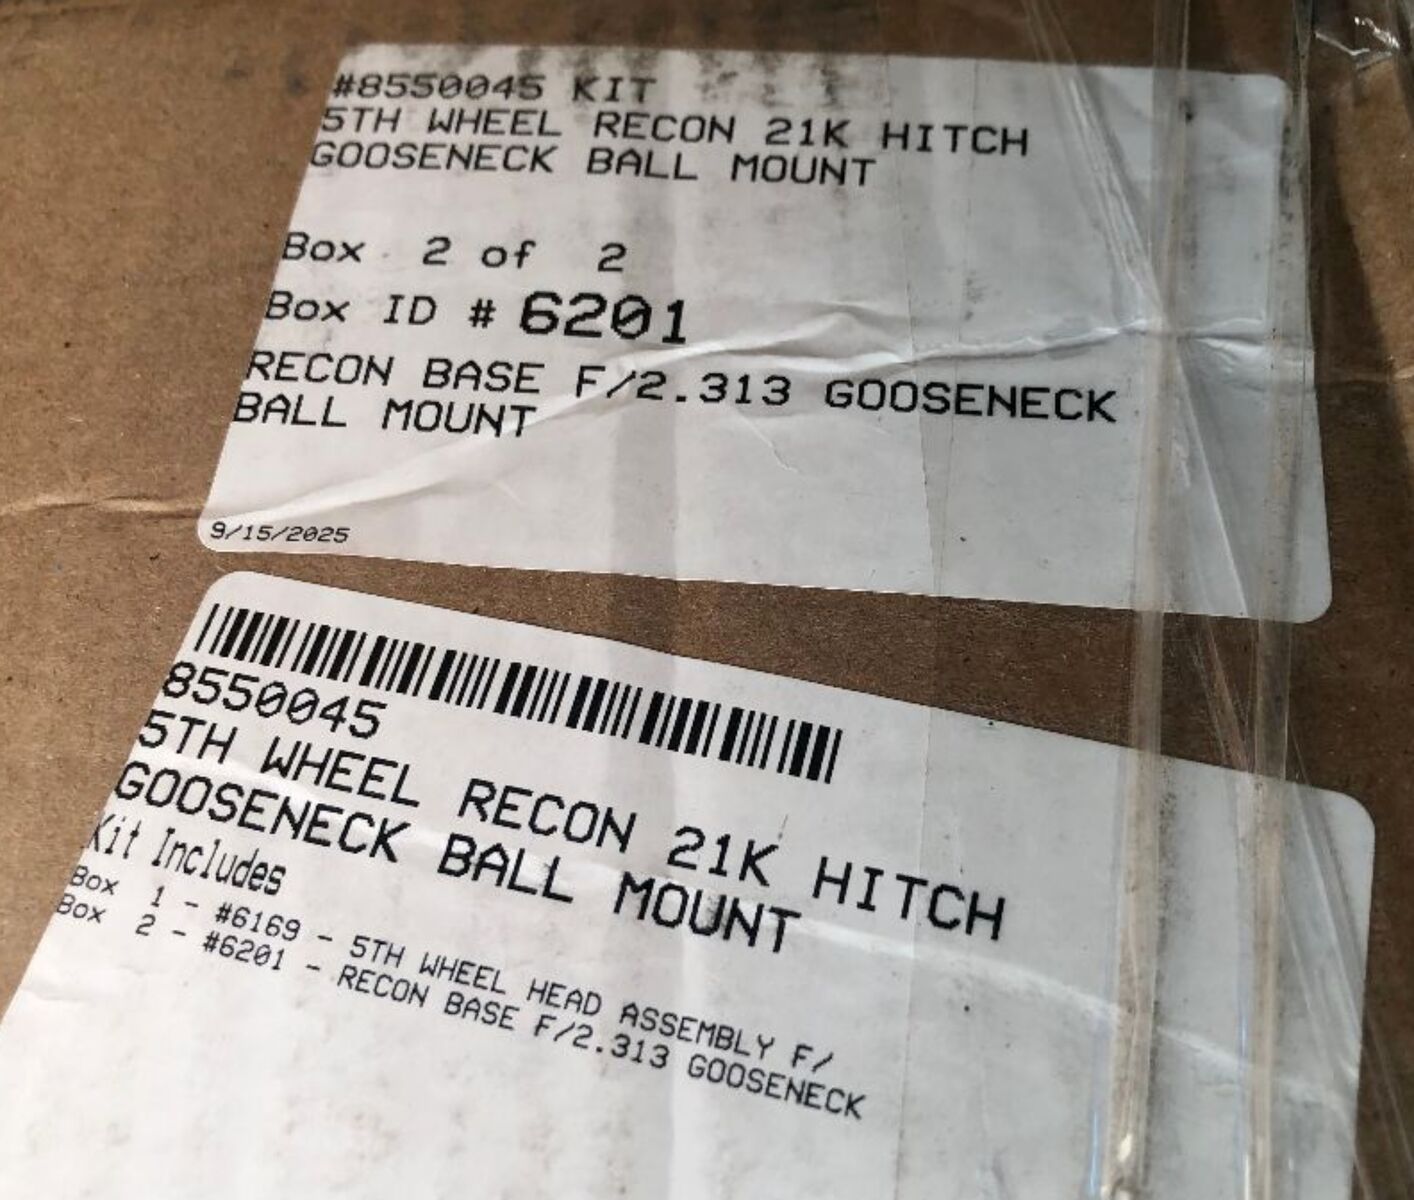 #8550045 KIT
5TH WHEEL RECON 21K HITCH
GOOSENECK BALL MOUNT
Box 2 of 2
Box ID # 6201
RECON BASE F/2.313 GOOSENECK
BALL MOUNT
9/15/2025
8550045
5TH WHEEL RECON 21K HITCH
GOOSENECK BALL MOUNT
Kit Includes
Box 1 - #6169 - 5TH WHEEL HEAD ASSEMBLY F/
Box 2 - #6201 - RECON BASE F/2.313 GOOSENECK